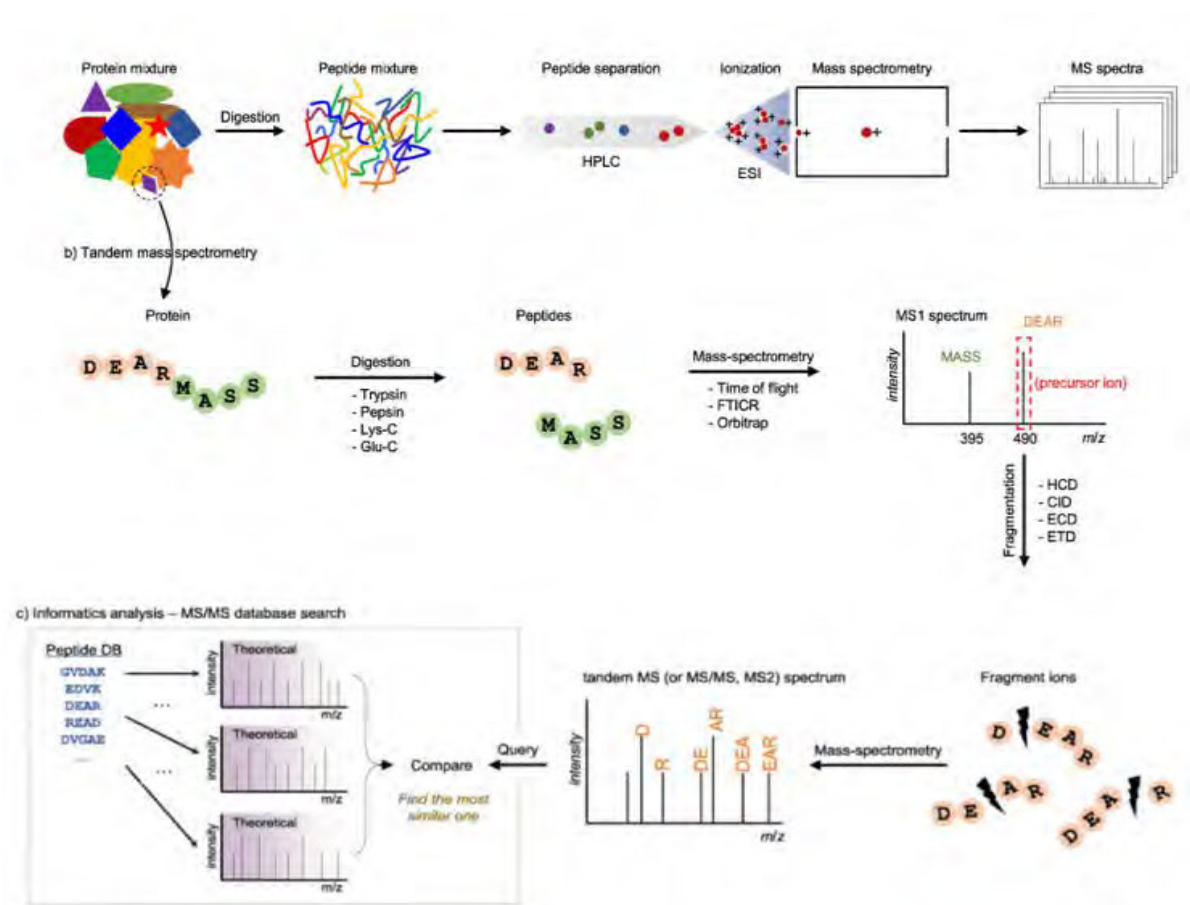 Protein mixture
Digestion
Peptide mixture
Peptide separation
HPLC
Ionization
ESI
Mass spectrometry
MS spectra
b) Tandem mass spectrometry
Protein
D E A R M A S S
Digestion
- Trypsin
- Pepsin
- Lys-C
- Glu-C
Peptides
D E A R
M A S S
Mass-spectrometry
- Time of flight
- FTICR
- Orbitrap
MS1 spectrum
intensity
MASS
DEAR
(precursor ion)
395
490
m/z
Fragmentation
- HCD
- CID
- ECD
- ETD
Fragment ions
D E A R
D E A R
D E A R
Mass-spectrometry
tandem MS (or MS/MS, MS2) spectrum
intensity
D
R
DE
AR
DEA
EAR
m/z
Query
c) Informatics analysis – MS/MS database search
Peptide DB
GVDAK
EDVK
DEAR
READ
DVGAE
...
...
...
Theoretical
intensity
m/z
Theoretical
intensity
m/z
Theoretical
intensity
m/z
Compare
Find the most
similar one